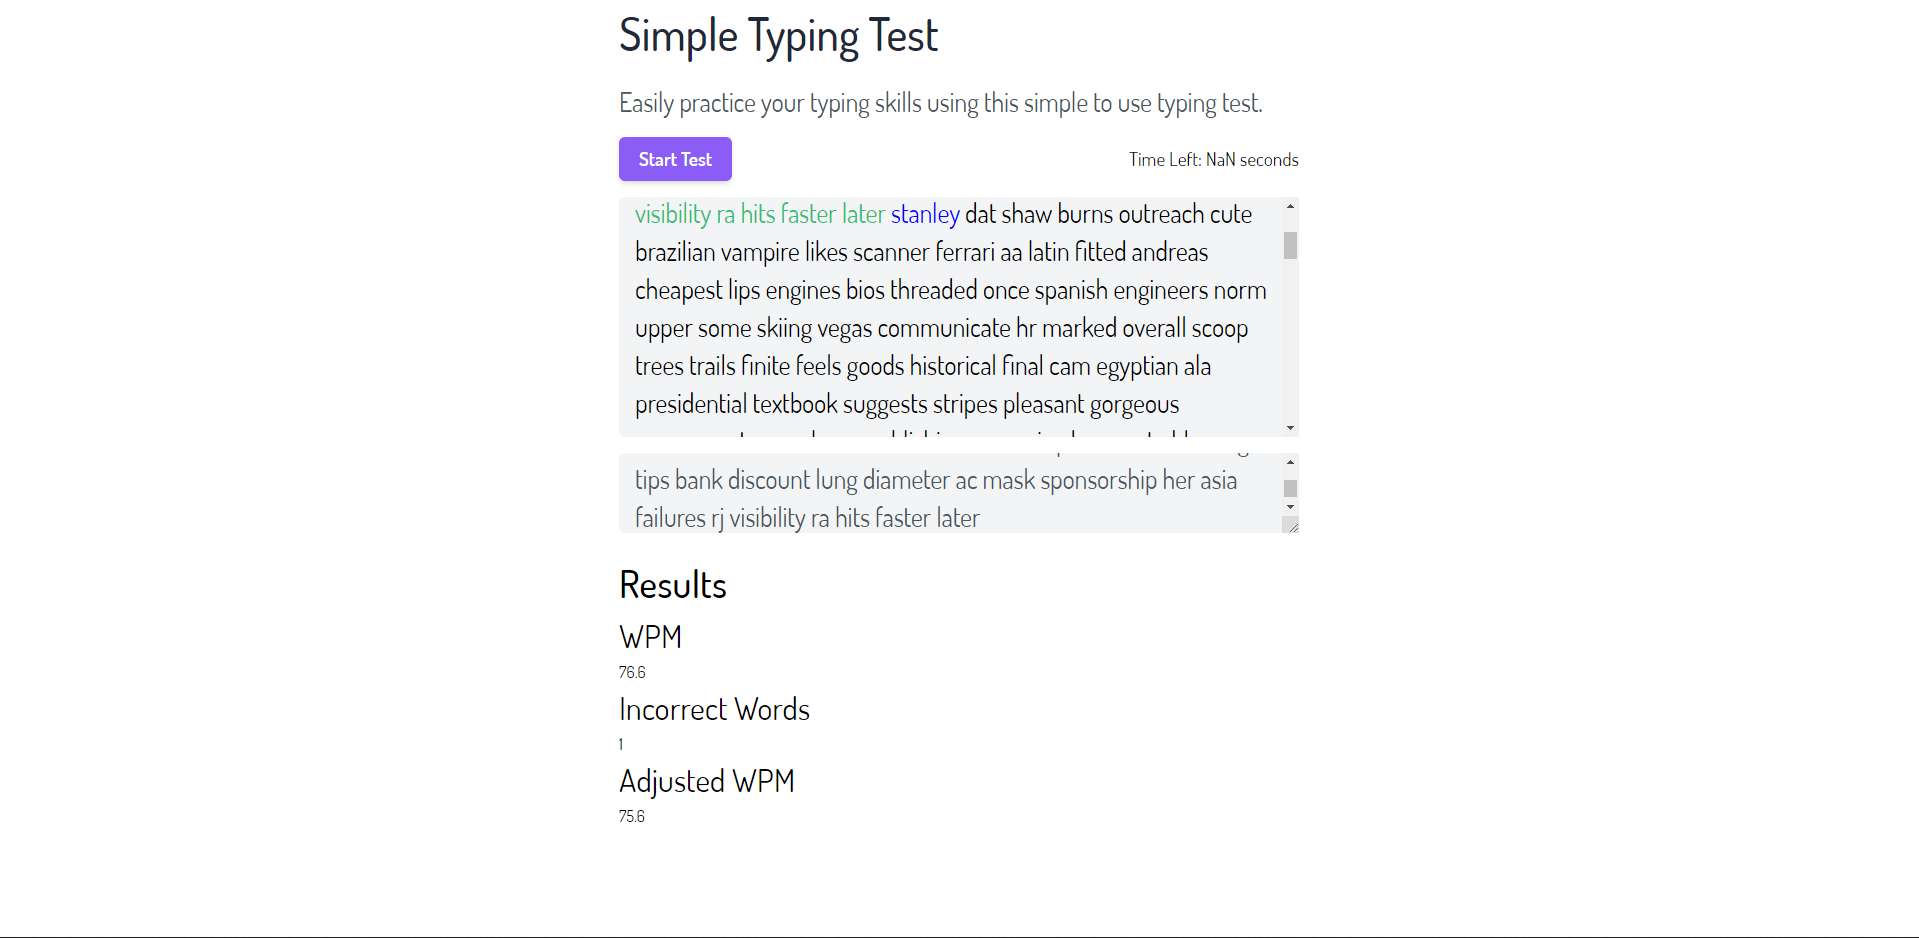 Simple Typing Test
Easily practice your typing skills using this simple to use typing test.
Start Test
Time Left: NaN seconds
visibility ra hits faster later stanley dat shaw burns outreach cute
brazilian vampire likes scanner ferrari aa latin fitted andreas
cheapest lips engines bios threaded once spanish engineers norm
upper some skiing vegas communicate hr marked overall scoop
trees trails finite feels goods historical final cam egyptian ala
presidential textbook suggests stripes pleasant gorgeous
tips bank discount lung diameter ac mask sponsorship her asia
failures rj visibility ra hits faster later
Results
WPM
76.6
Incorrect Words
1
Adjusted WPM
75.6